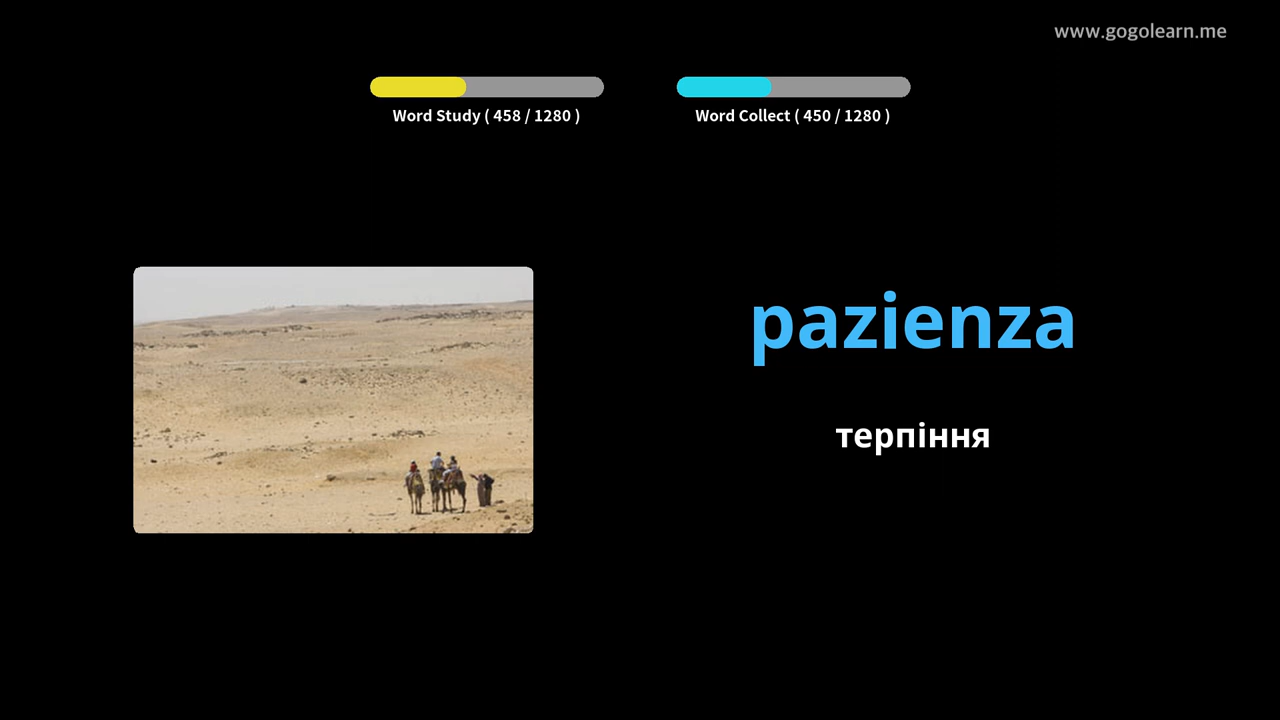 www.gogolearn.me
Word Study ( 458 / 1280 )
Word Collect ( 450 / 1280 )
pazienza
терпіння